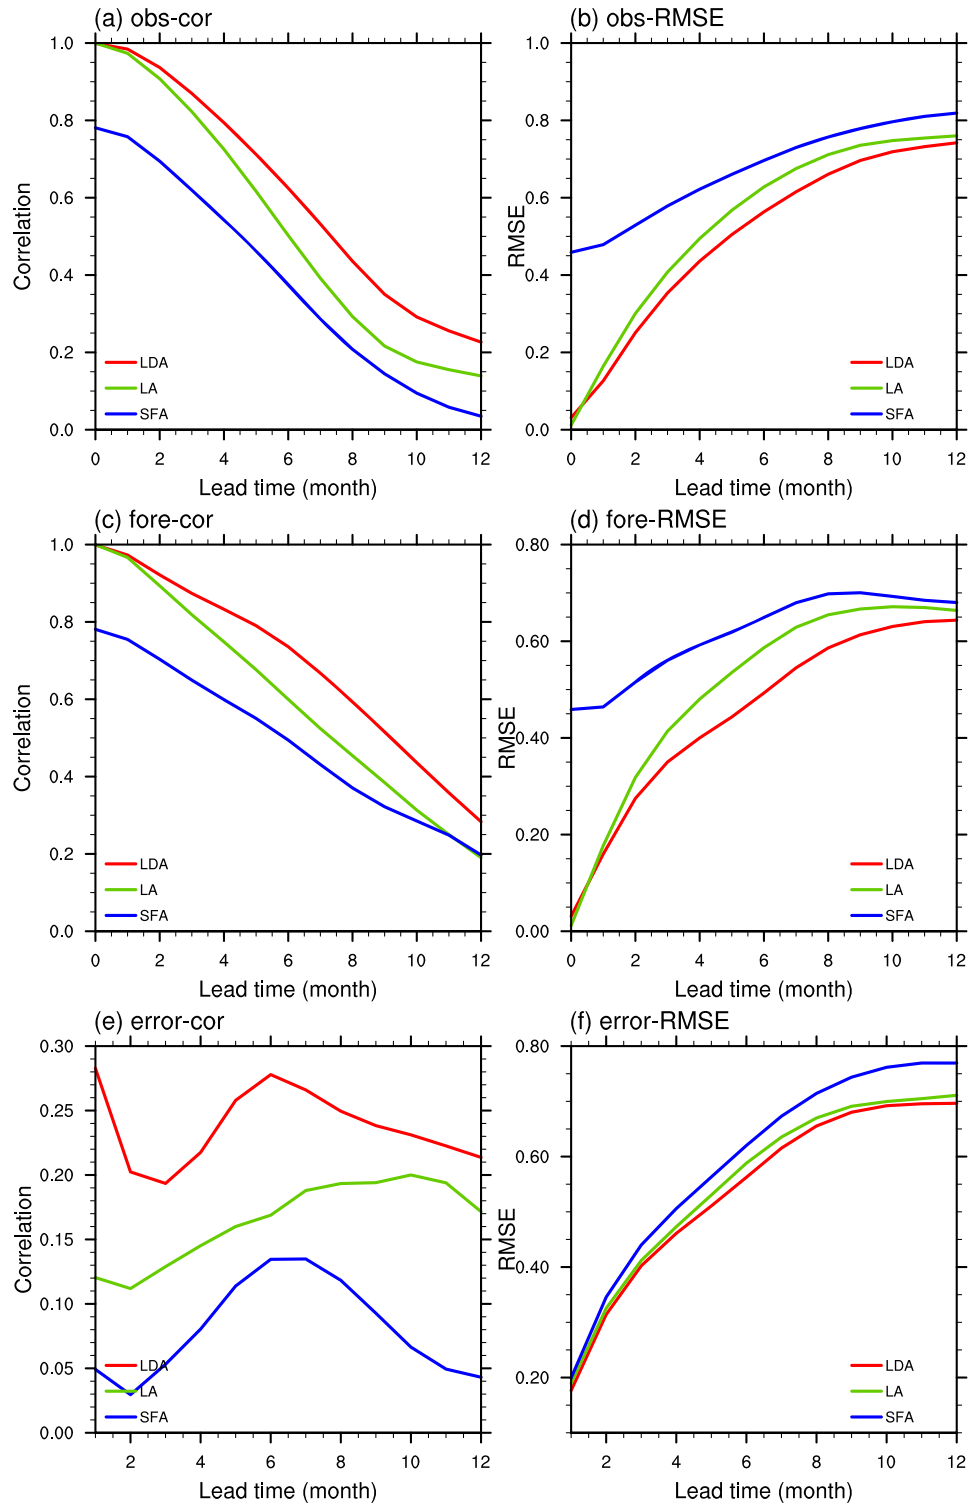 (a) obs-cor
1.0
0.8
0.6
0.4
0.2
0.0
Correlation
LDA
LA
SFA
0 2 4 6 8 10 12
Lead time (month)
(b) obs-RMSE
1.0
0.8
0.6
0.4
0.2
0.0
RMSE
LDA
LA
SFA
0 2 4 6 8 10 12
Lead time (month)
(c) fore-cor
1.0
0.8
0.6
0.4
0.2
0.0
Correlation
LDA
LA
SFA
0 2 4 6 8 10 12
Lead time (month)
(d) fore-RMSE
0.80
0.60
0.40
0.20
0.00
RMSE
LDA
LA
SFA
0 2 4 6 8 10 12
Lead time (month)
(e) error-cor
0.30
0.25
0.20
0.15
0.10
0.05
0.00
Correlation
LDA
LA
SFA
2 4 6 8 10 12
Lead time (month)
(f) error-RMSE
0.80
0.60
0.40
0.20
RMSE
LDA
LA
SFA
2 4 6 8 10 12
Lead time (month)